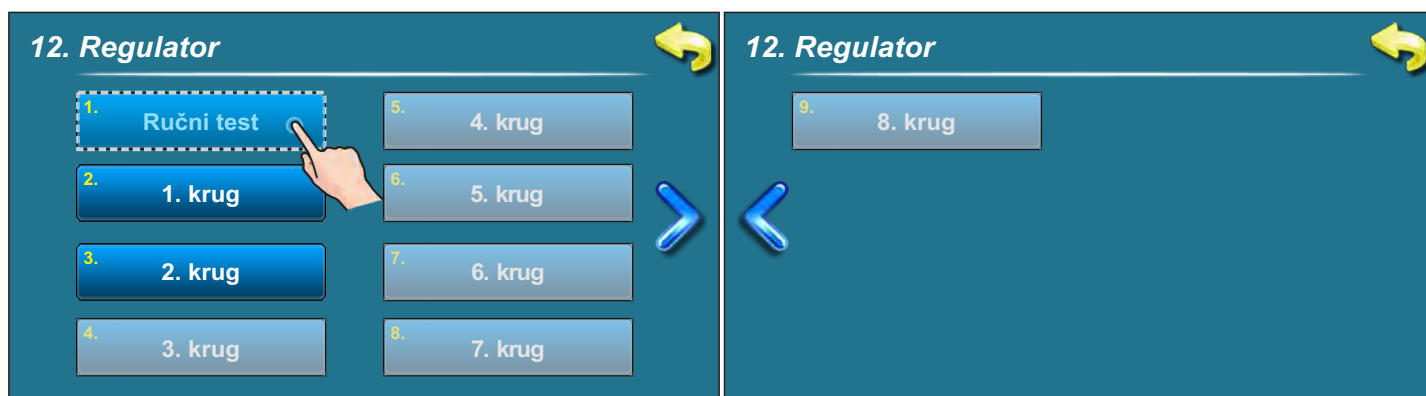 12. Regulator
1. Ručni test
2. 1. krug
3. 2. krug
4. 3. krug
5. 4. krug
6. 5. krug
7. 6. krug
8. 7. krug
12. Regulator
9. 8. krug